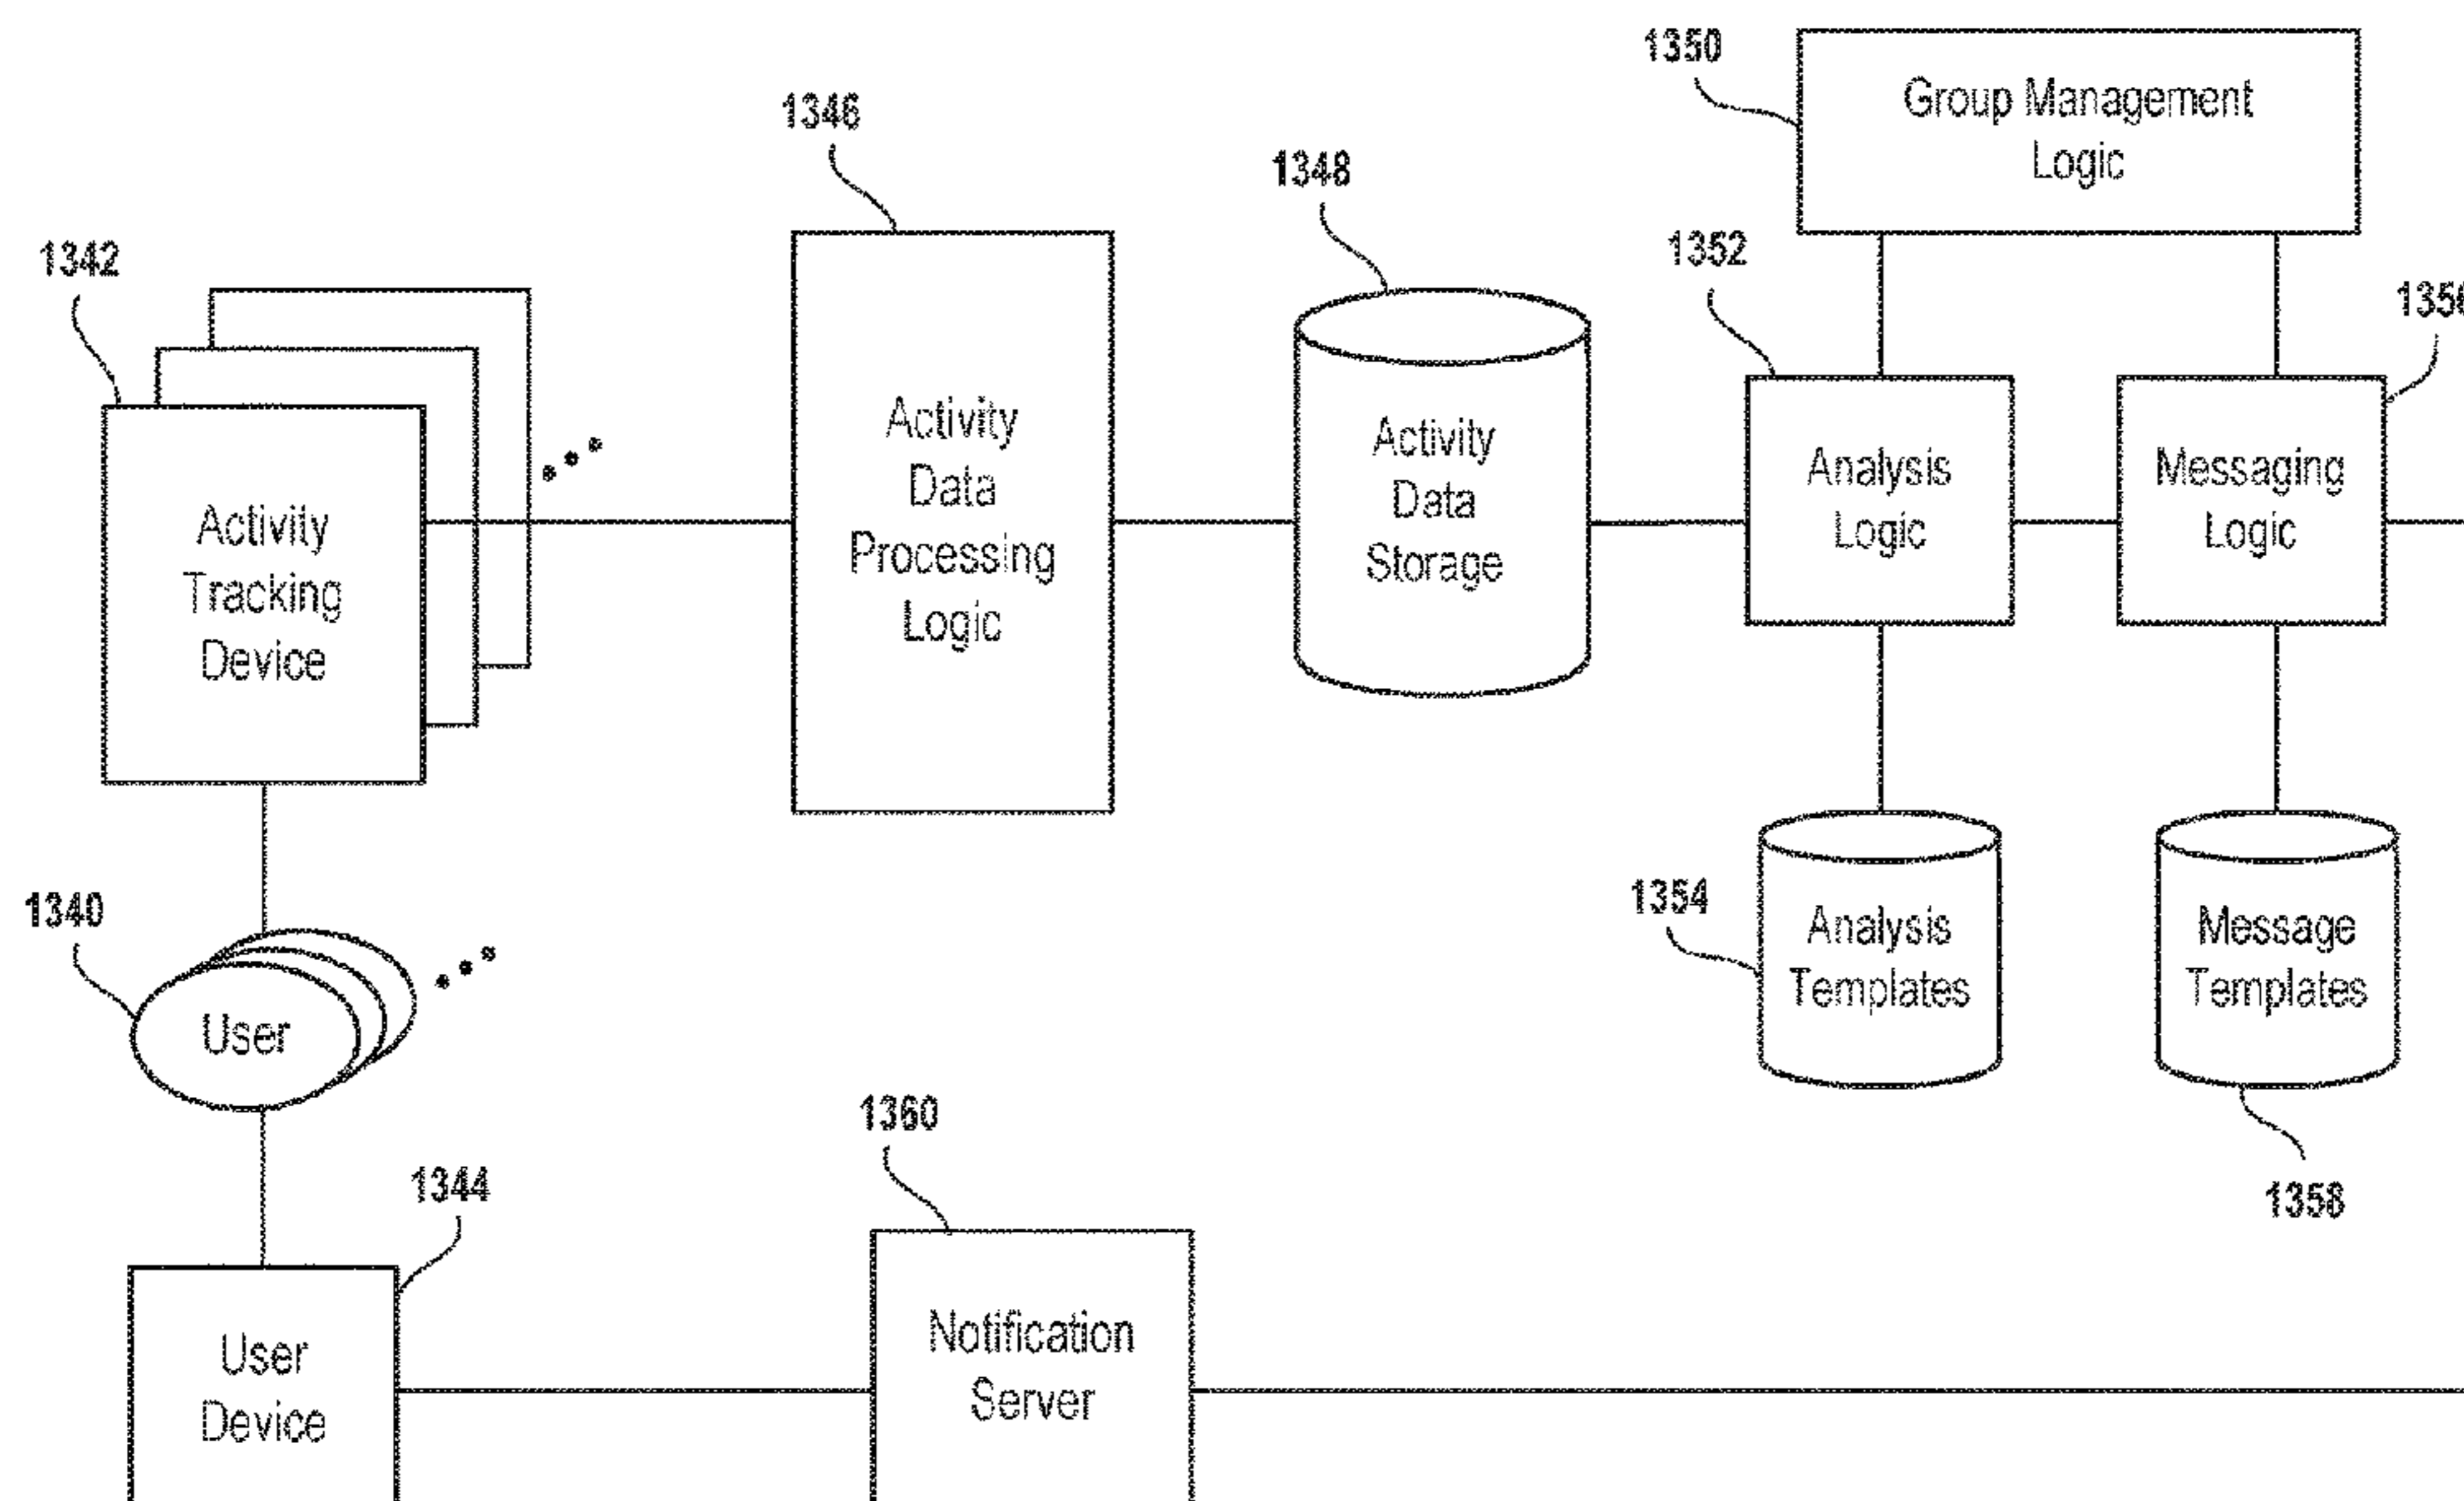 1350
Group Management
Logic
1346
1348
1342
1352
Activity
Data
Processing
Logic
Activity
Data
Storage
Analysis
Logic
Messaging
Logic
Activity
Tracking
Device
1340
User
1354
Analysis
Templates
Message
Templates
1358
1360
1344
User
Device
Notification
Server